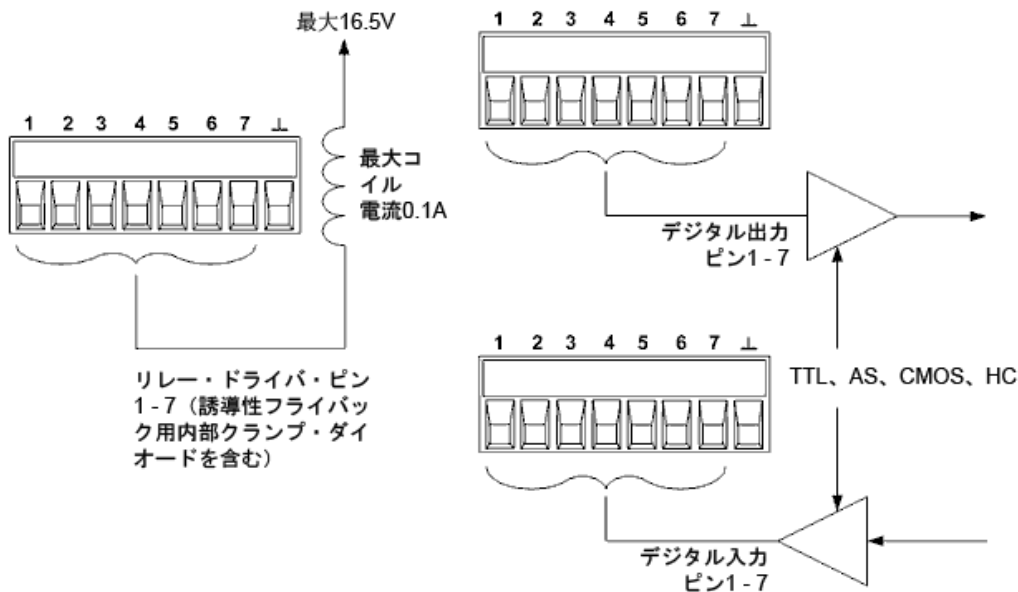 最大16.5V
1 2 3 4 5 6 7 ⊥
最大コ
イル
電流0.1A
リレー・ドライバ・ピン
1 - 7（誘導性フライバッ
ク用内部クランプ・ダイ
オードを含む）
1 2 3 4 5 6 7 ⊥
デジタル出力
ピン1 - 7
TTL、AS、CMOS、HC
1 2 3 4 5 6 7 ⊥
デジタル入力
ピン1 - 7